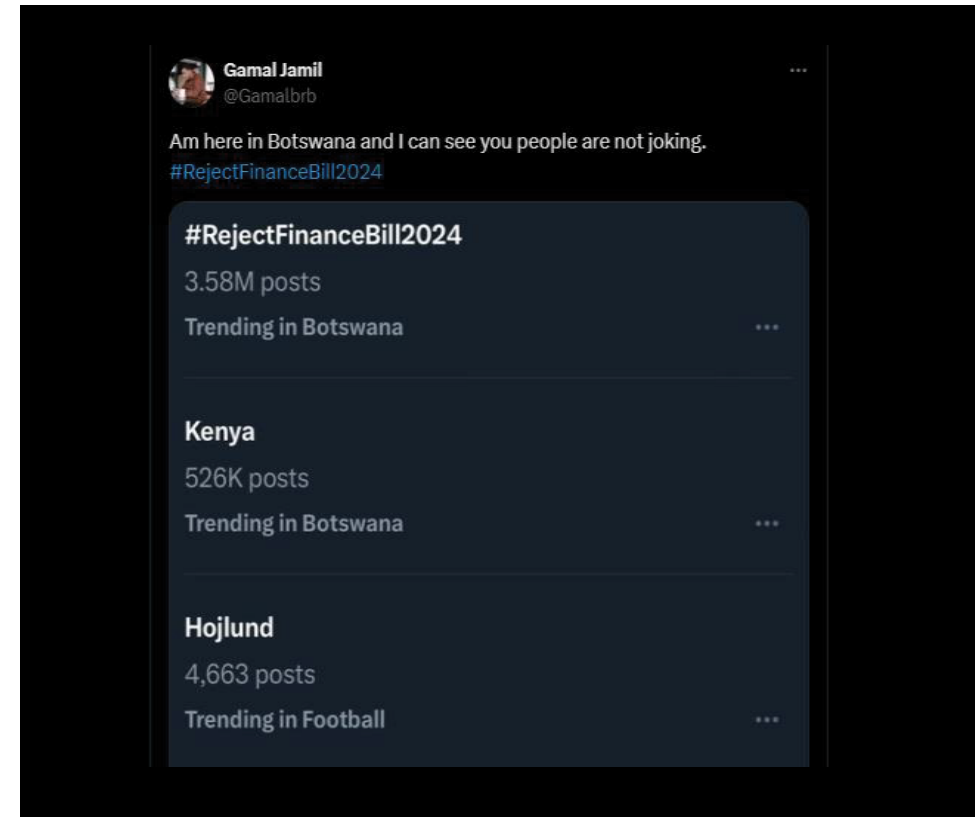 Gamal Jamil
@Gamalbrb
Am here in Botswana and I can see you people are not joking.
#RejectFinanceBill2024
#RejectFinanceBill2024
3.58M posts
Trending in Botswana
Kenya
526K posts
Trending in Botswana
Hojlund
4,663 posts
Trending in Football